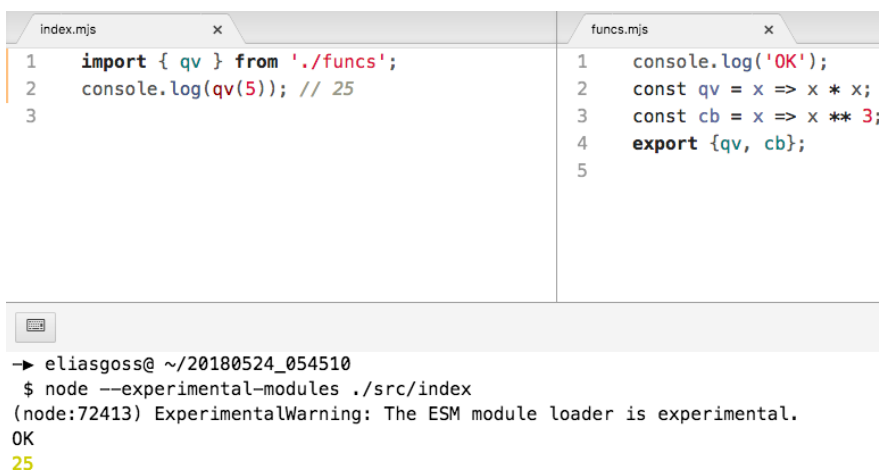 index.mjs ×
1 import { qv } from './funcs';
2 console.log(qv(5)); // 25
3
funcs.mjs ×
1 console.log('OK');
2 const qv = x => x * x;
3 const cb = x => x ** 3;
4 export {qv, cb};
5
→ eliasgoss@ ~/20180524_054510
$ node --experimental-modules ./src/index
(node:72413) ExperimentalWarning: The ESM module loader is experimental.
OK
25